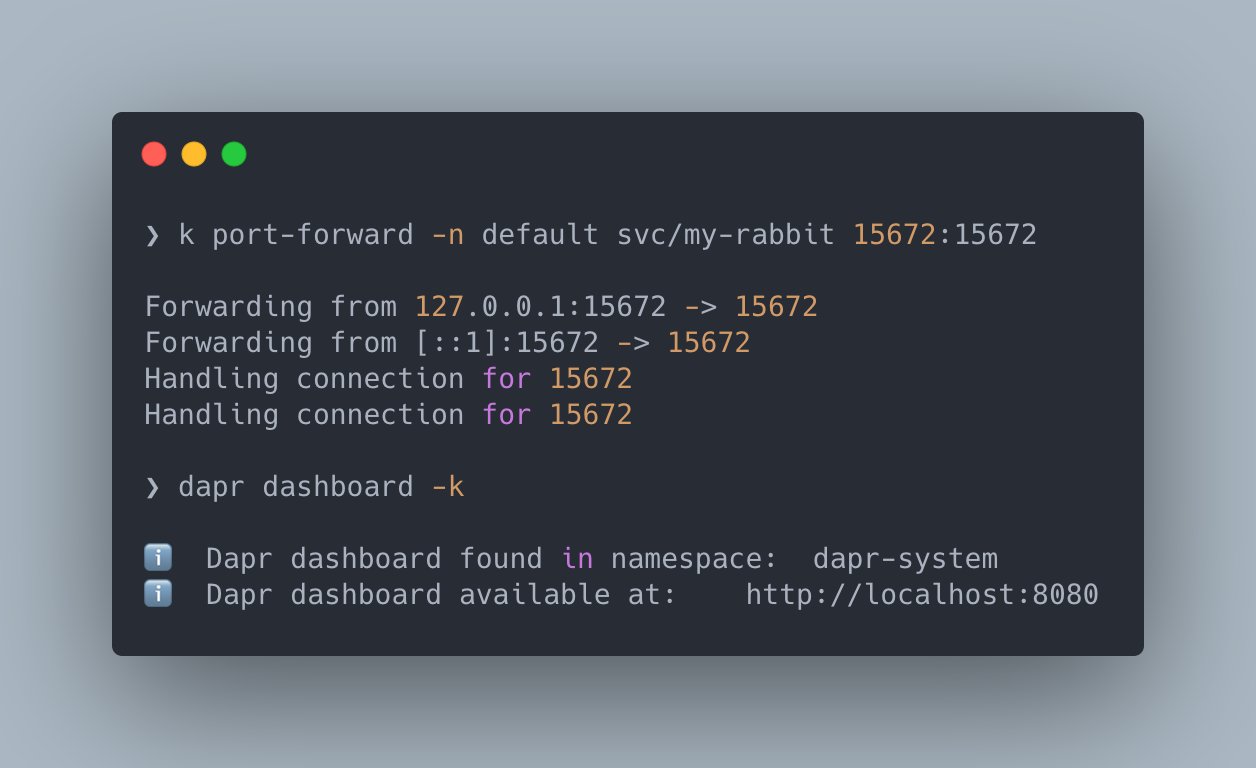 ❯ k port-forward -n default svc/my-rabbit 15672:15672
Forwarding from 127.0.0.1:15672 -> 15672
Forwarding from [::1]:15672 -> 15672
Handling connection for 15672
Handling connection for 15672
❯ dapr dashboard -k
ℹ️  Dapr dashboard found in namespace:  dapr-system
ℹ️  Dapr dashboard available at:    http://localhost:8080